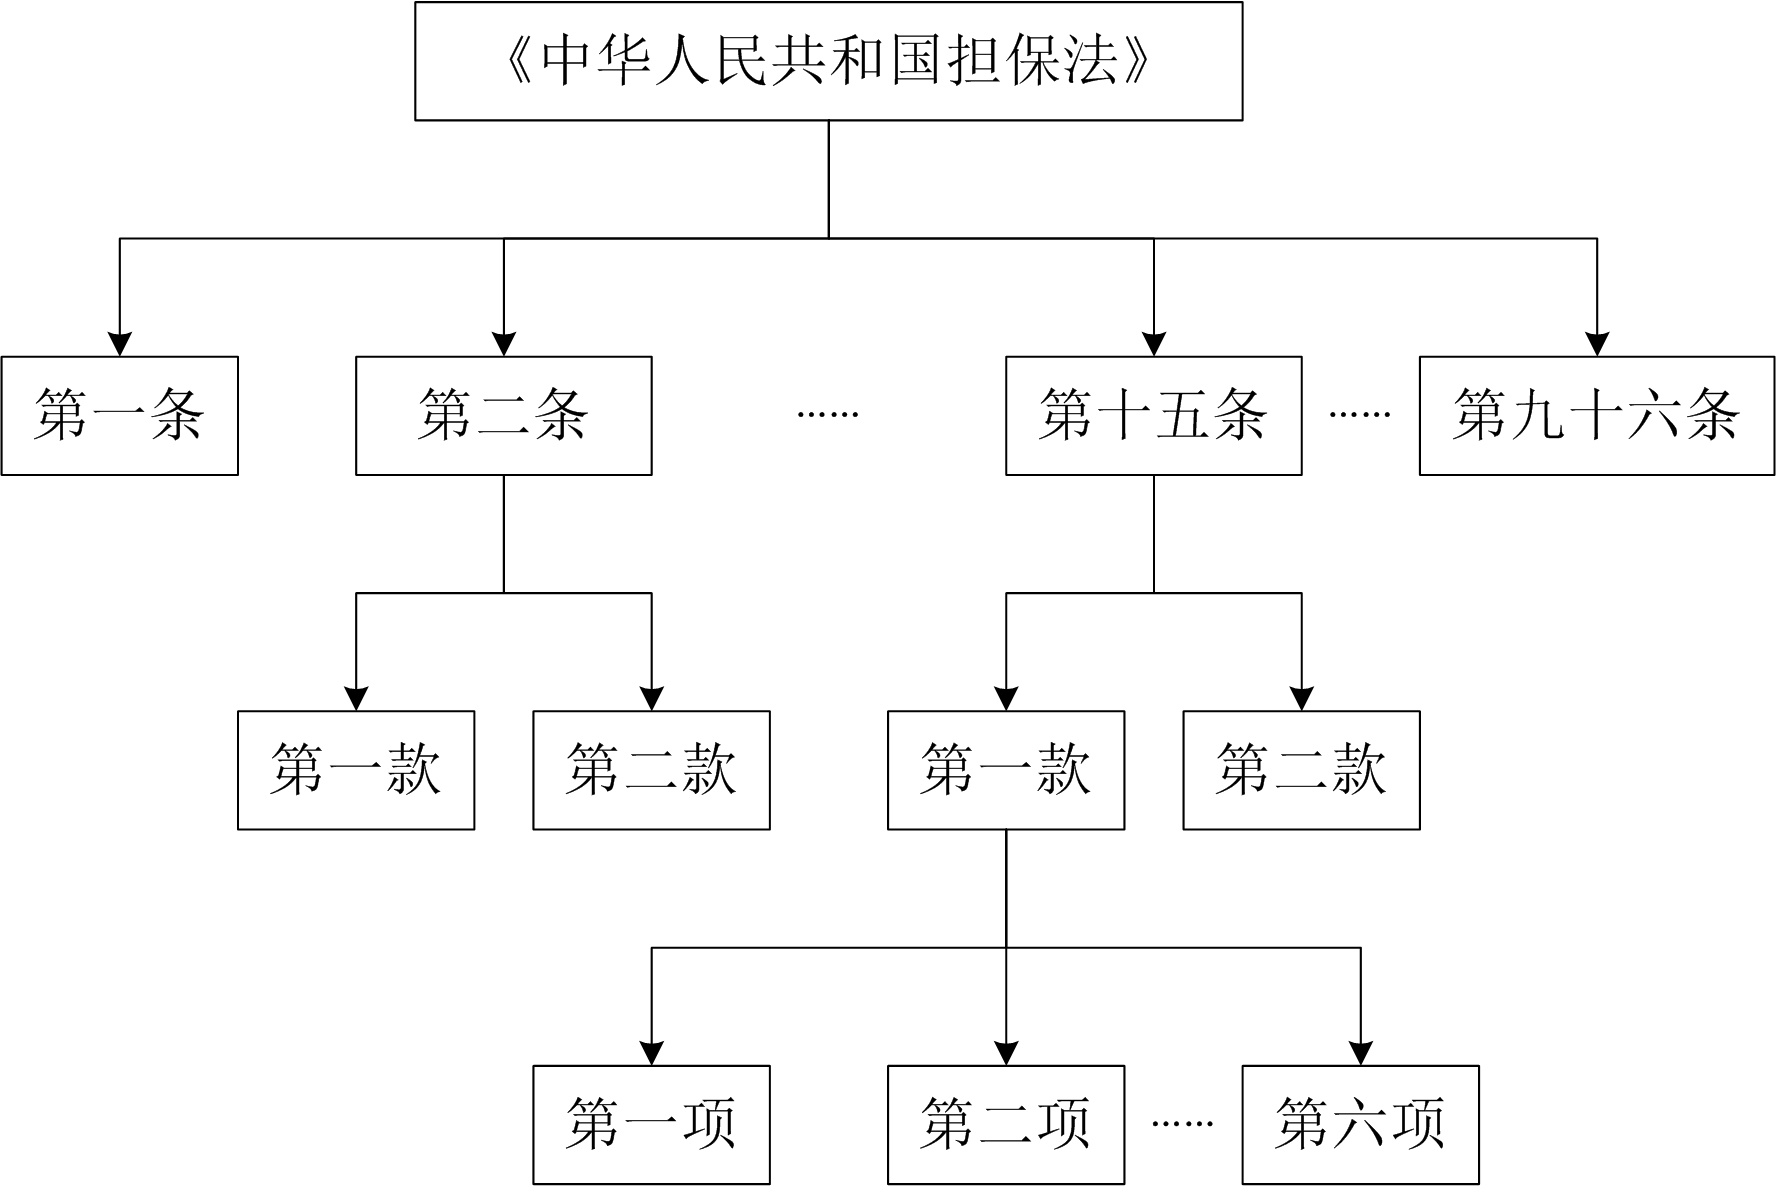 《中华人民共和国担保法》
第一条 第二条 …… 第十五条 …… 第九十六条
第一款 第二款 第一款 第二款
第一项 第二项 …… 第六项